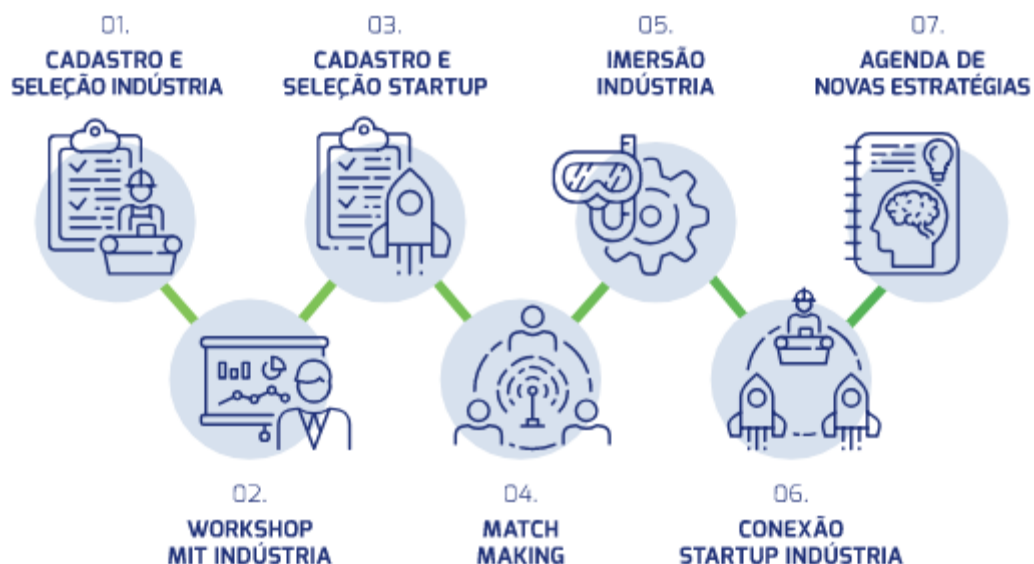 01.
CADASTRO E
SELEÇÃO INDÚSTRIA
03.
CADASTRO E
SELEÇÃO STARTUP
05.
IMERSÃO
INDÚSTRIA
07.
AGENDA DE
NOVAS ESTRATÉGIAS
02.
WORKSHOP
MIT INDÚSTRIA
04.
MATCH
MAKING
06.
CONEXÃO
STARTUP INDÚSTRIA